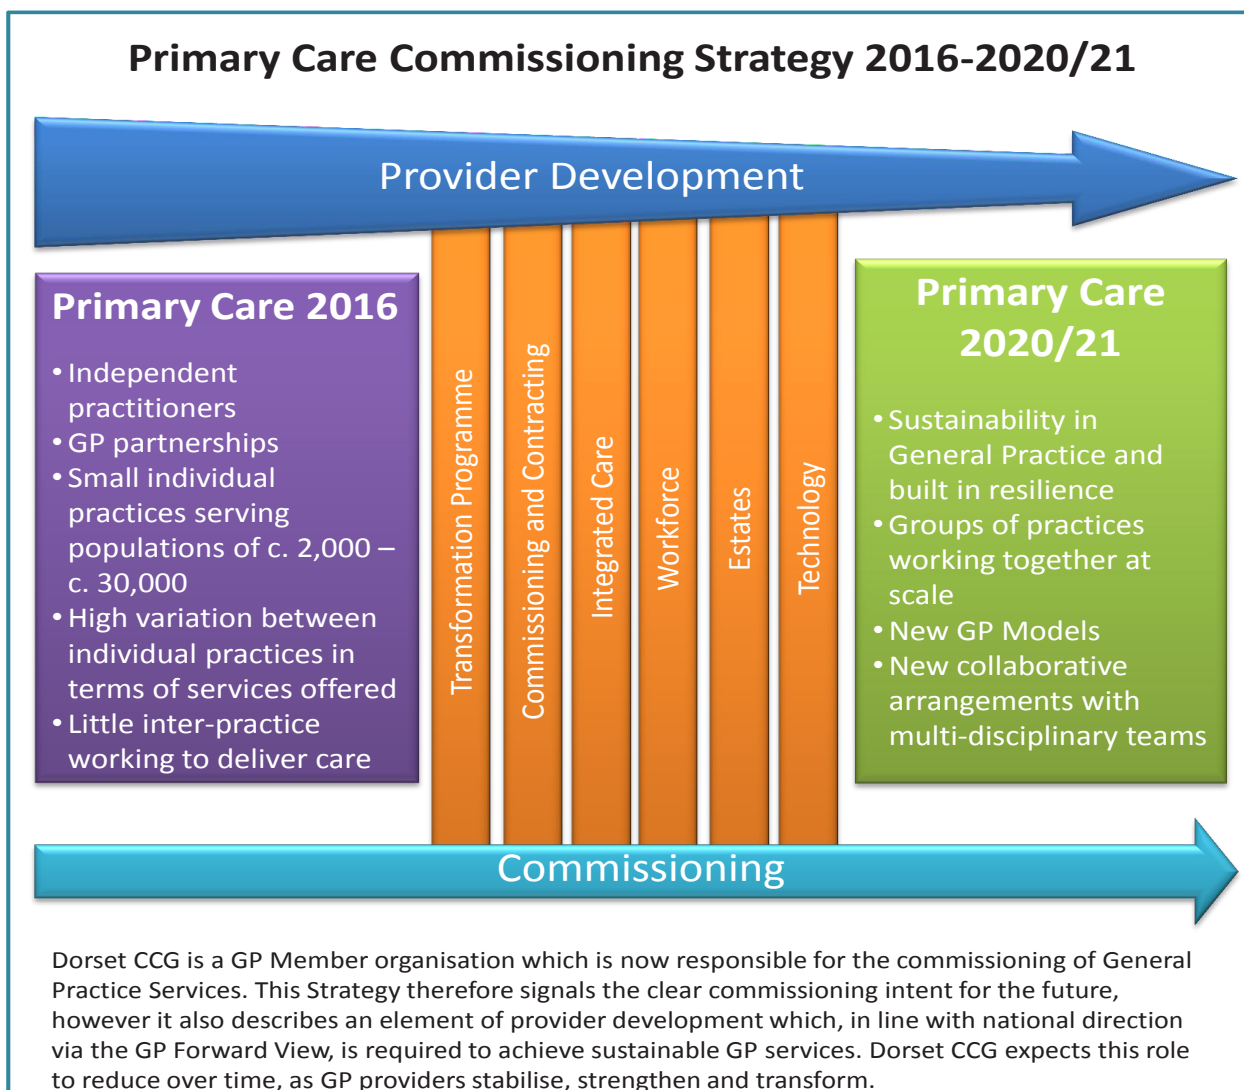 Primary Care Commissioning Strategy 2016-2020/21
Provider Development
Primary Care 2016
• Independent
practitioners
• GP partnerships
• Small individual
practices serving
populations of c. 2,000 –
c. 30,000
• High variation between
individual practices in
terms of services offered
• Little inter-practice
working to deliver care
Transformation Programme
Commissioning and Contracting
Integrated Care
Workforce
Estates
Technology
Primary Care
2020/21
• Sustainability in
General Practice and
built in resilience
• Groups of practices
working together at
scale
• New GP Models
• New collaborative
arrangements with
multi-disciplinary teams
Commissioning
Dorset CCG is a GP Member organisation which is now responsible for the commissioning of General
Practice Services. This Strategy therefore signals the clear commissioning intent for the future,
however it also describes an element of provider development which, in line with national direction
via the GP Forward View, is required to achieve sustainable GP services. Dorset CCG expects this role
to reduce over time, as GP providers stabilise, strengthen and transform.